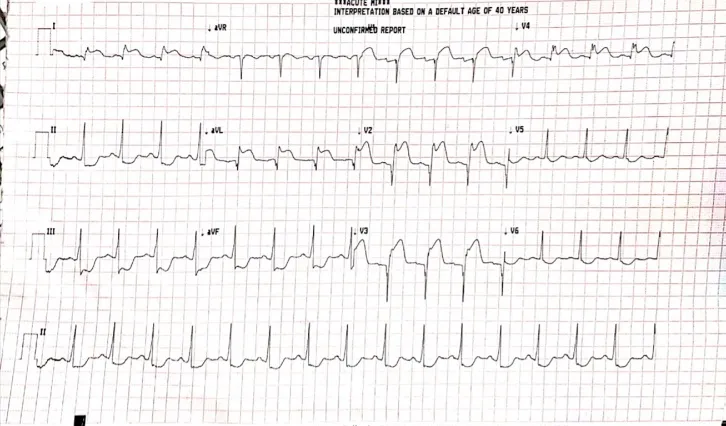 ***ACUTE MI***
INTERPRETATION BASED ON A DEFAULT AGE OF 40 YEARS
UNCONFIRMED REPORT
I aVR V1 V4
II aVL V2 V5
III aVF V3 V6
II